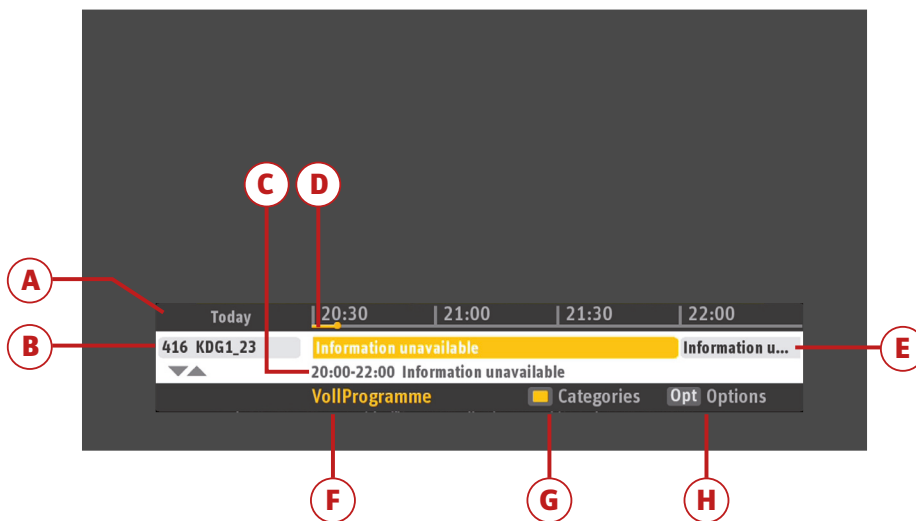 C D
A
Today 20:30 21:00 21:30 22:00
B 416 KDG1_23 Information unavailable Information u... E
20:00-22:00 Information unavailable
VollProgramme Categories Opt Options
F G H